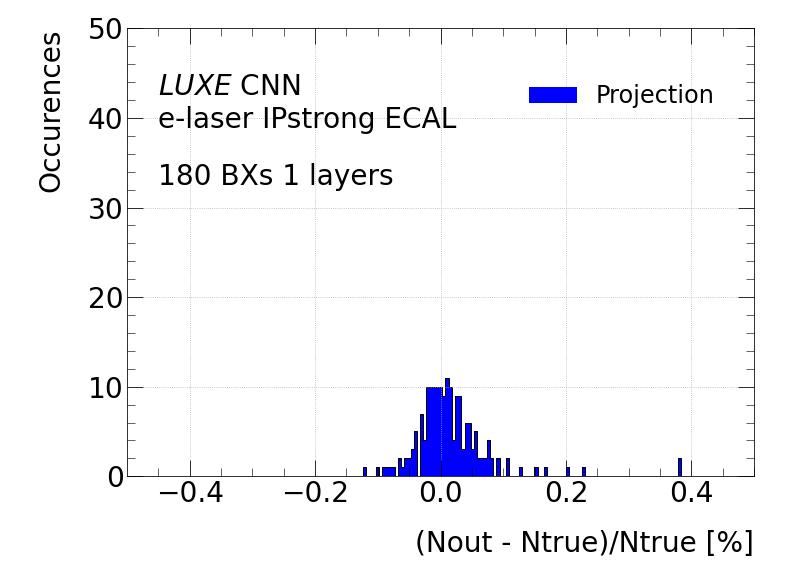 50
40
30
20
10
0
Occurences
LUXE CNN
e-laser IPstrong ECAL
180 BXs 1 layers
Projection
−0.4 −0.2 0.0 0.2 0.4
(Nout - Ntrue)/Ntrue [%]